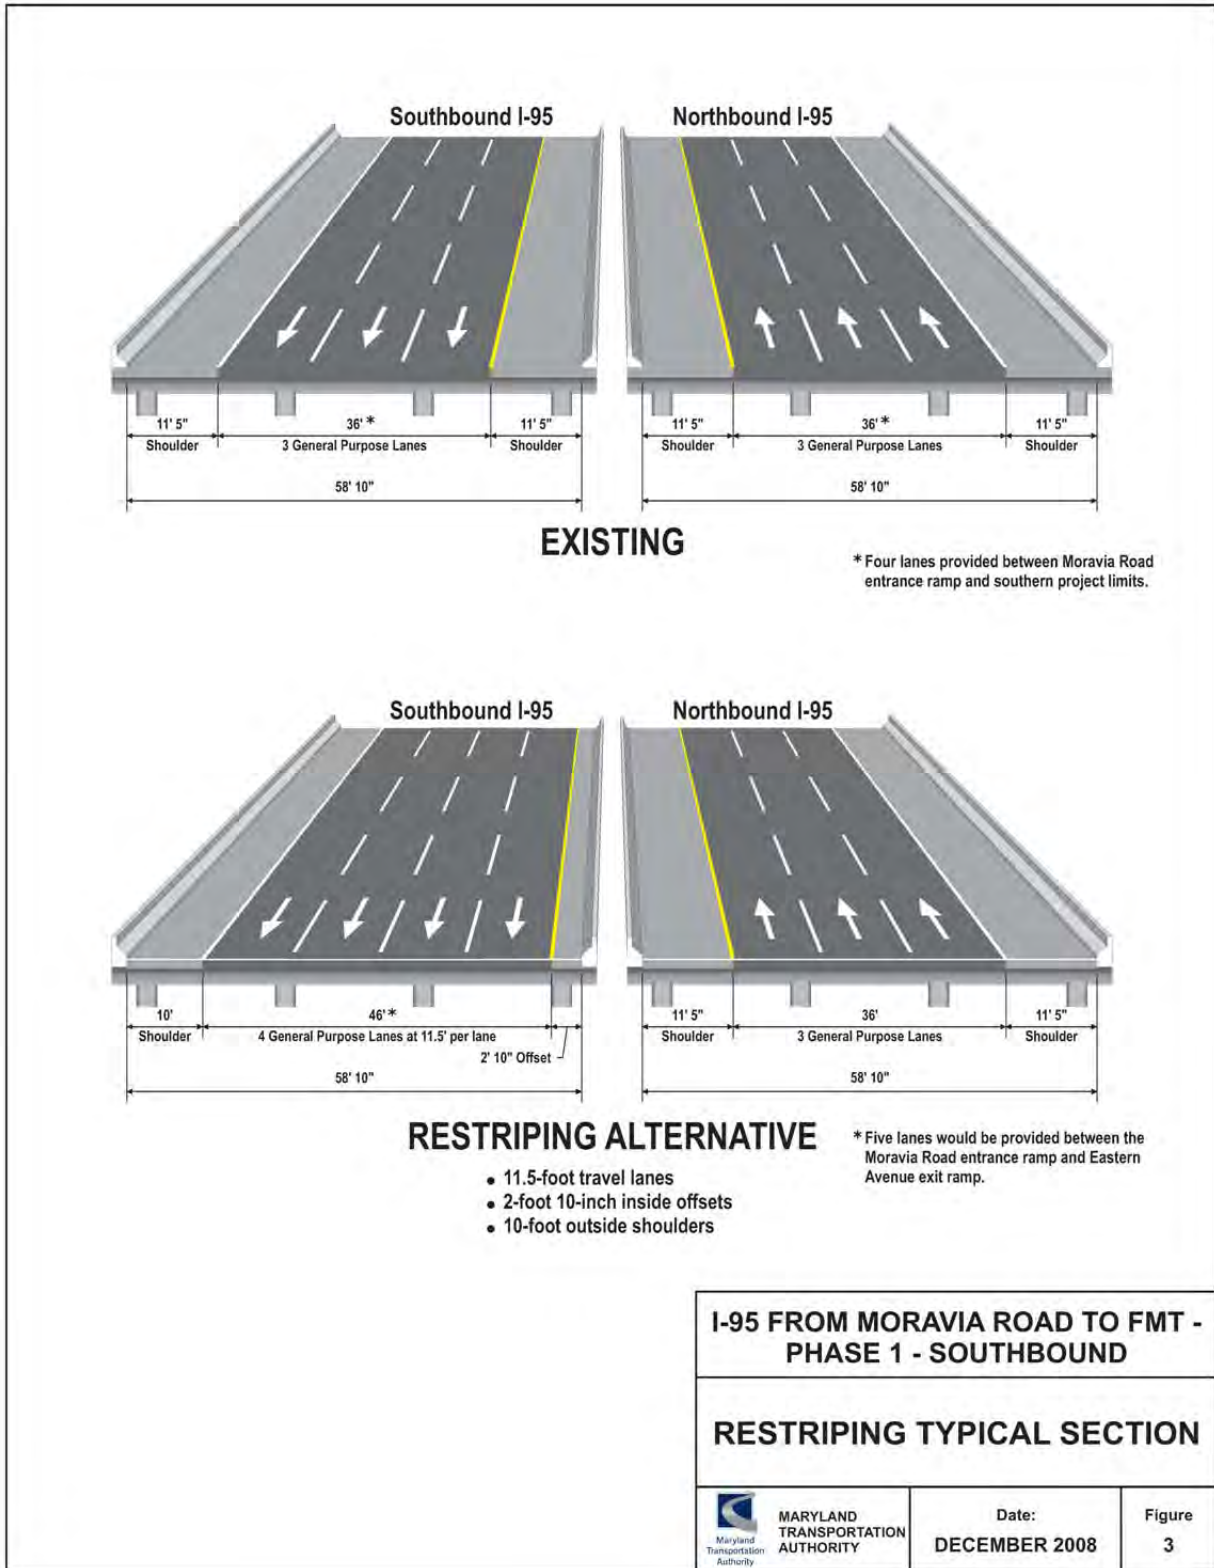 Southbound I-95
Northbound I-95
11' 5"
36' *
11' 5"
11' 5"
36' *
11' 5"
Shoulder
3 General Purpose Lanes
Shoulder
Shoulder
3 General Purpose Lanes
Shoulder
58' 10"
58' 10"
EXISTING
* Four lanes provided between Moravia Road
entrance ramp and southern project limits.
Southbound I-95
Northbound I-95
10'
46' *
11' 5"
36'
11' 5"
Shoulder
4 General Purpose Lanes at 11.5' per lane
Shoulder
3 General Purpose Lanes
Shoulder
2' 10" Offset
58' 10"
58' 10"
RESTRIPING ALTERNATIVE
* Five lanes would be provided between the
Moravia Road entrance ramp and Eastern
Avenue exit ramp.
• 11.5-foot travel lanes
• 2-foot 10-inch inside offsets
• 10-foot outside shoulders
I-95 FROM MORAVIA ROAD TO FMT -
PHASE 1 - SOUTHBOUND
RESTRIPING TYPICAL SECTION
Maryland
Transportation
Authority
MARYLAND
TRANSPORTATION
AUTHORITY
Date:
DECEMBER 2008
Figure
3